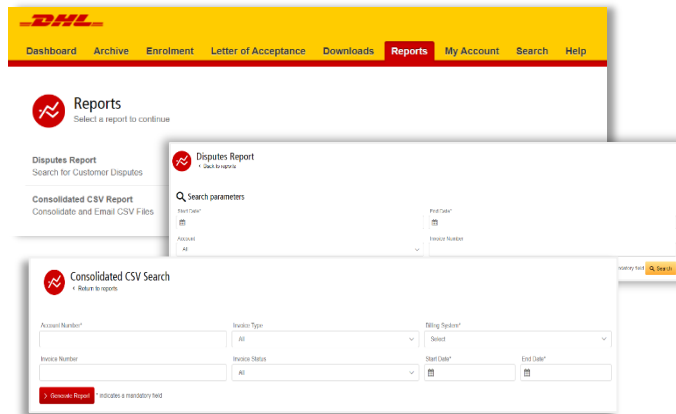 DHL
Dashboard Archive Enrolment Letter of Acceptance Downloads Reports My Account Search Help
Reports
Select a report to continue
Disputes Report
Search for Customer Disputes
Consolidated CSV Report
Consolidate and Email CSV Files
Disputes Report
Back to reports
Search parameters
Start Date* End Date*
Account Invoice Number
All
Search
Consolidated CSV Search
Return to reports
Account Number* Invoice Type Billing System*
All Select
Invoice Number Invoice Status Start Date* End Date*
All
> Generate Report * indicates a mandatory field